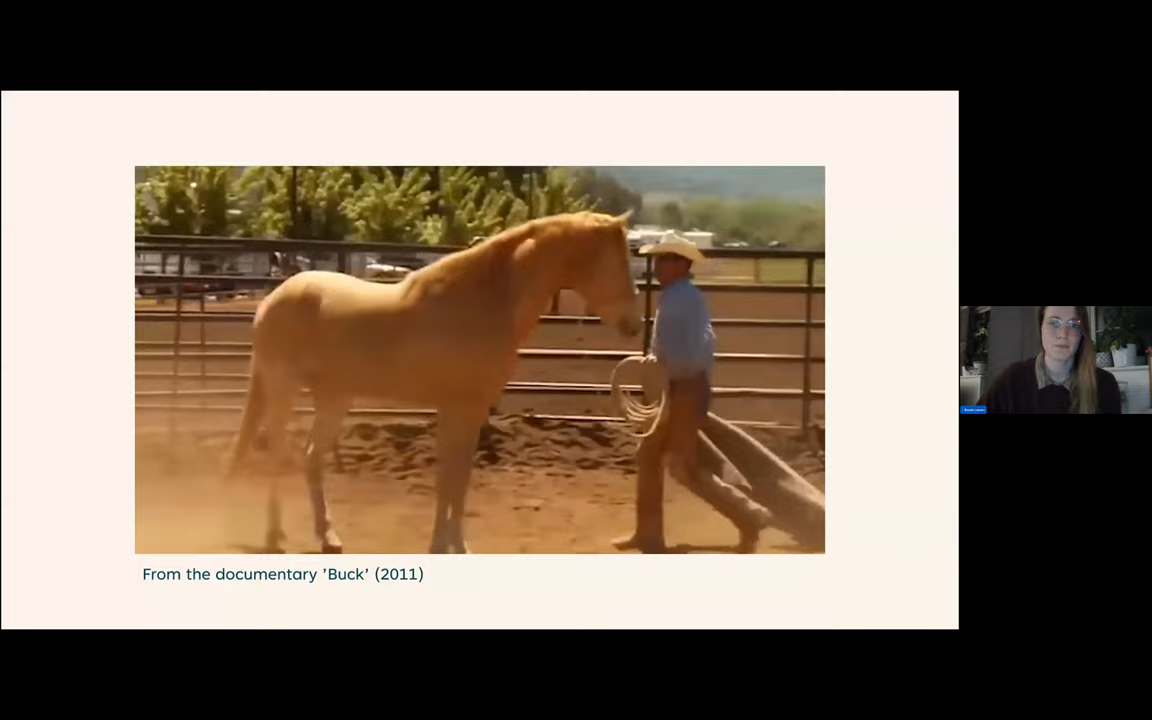 From the documentary ’Buck’ (2011)